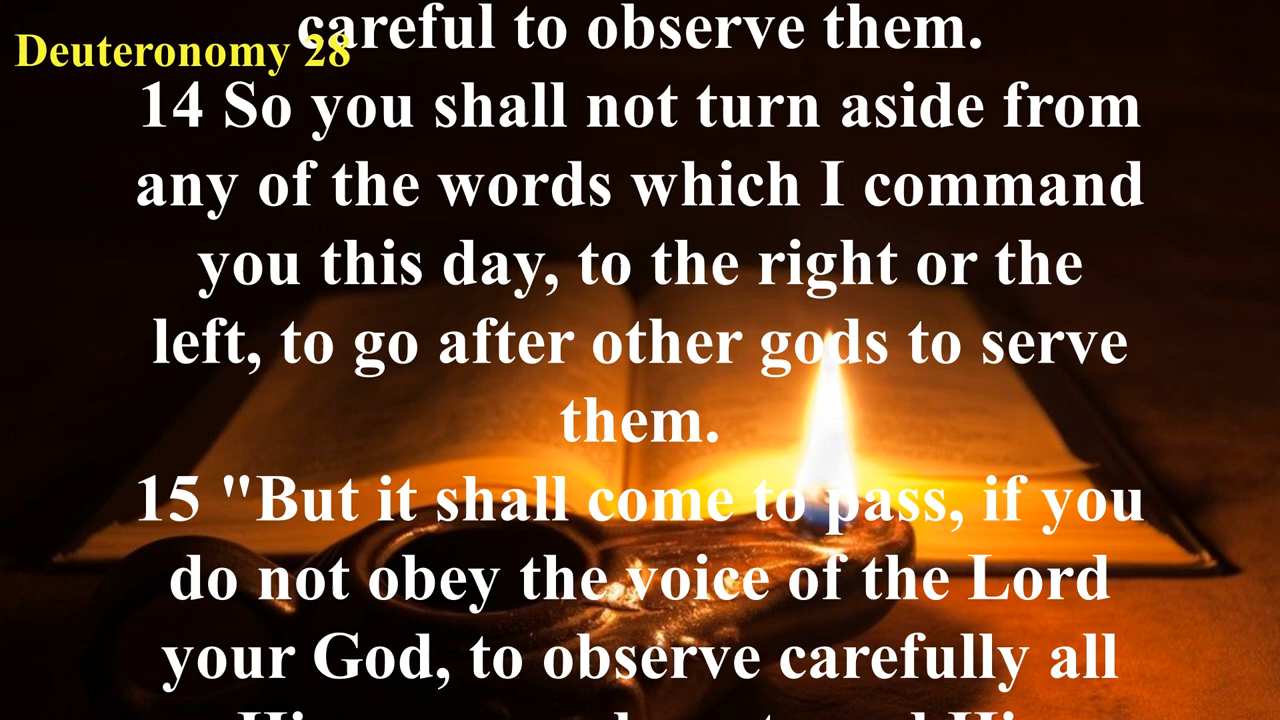 careful to observe them.
Deuteronomy 28
14 So you shall not turn aside from
any of the words which I command
you this day, to the right or the
left, to go after other gods to serve
them.
15 "But it shall come to pass, if you
do not obey the voice of the Lord
your God, to observe carefully all